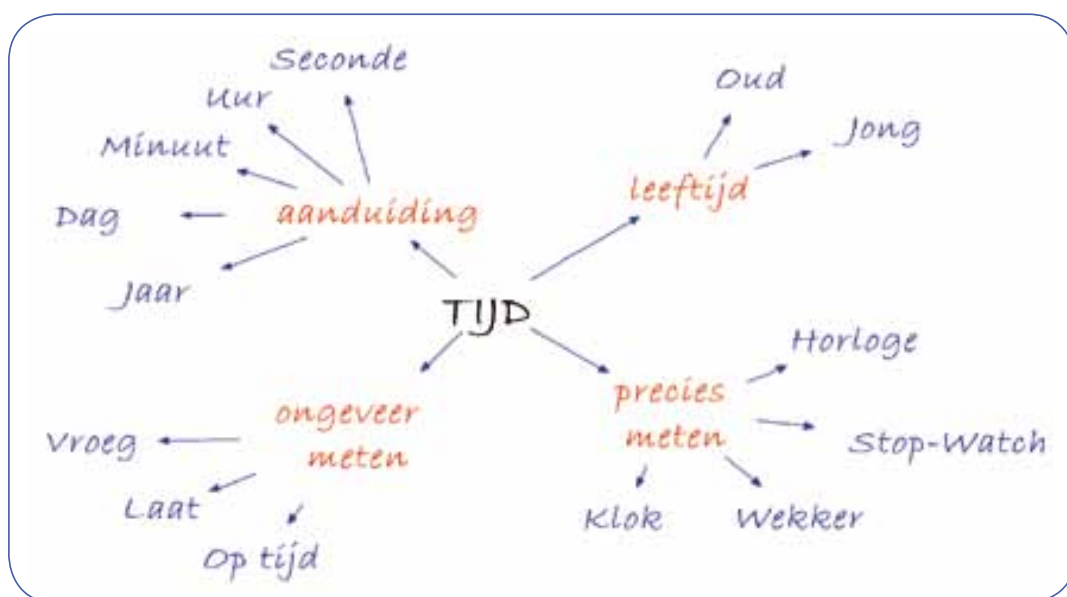 Seconde
Uur
Minuut
Dag
Jaar
aanduiding
Oud
Jong
leeftijd
TIJD
ongeveer
meten
Vroeg
Laat
Op tijd
precies
meten
Horloge
Stop-Watch
Wekker
Klok